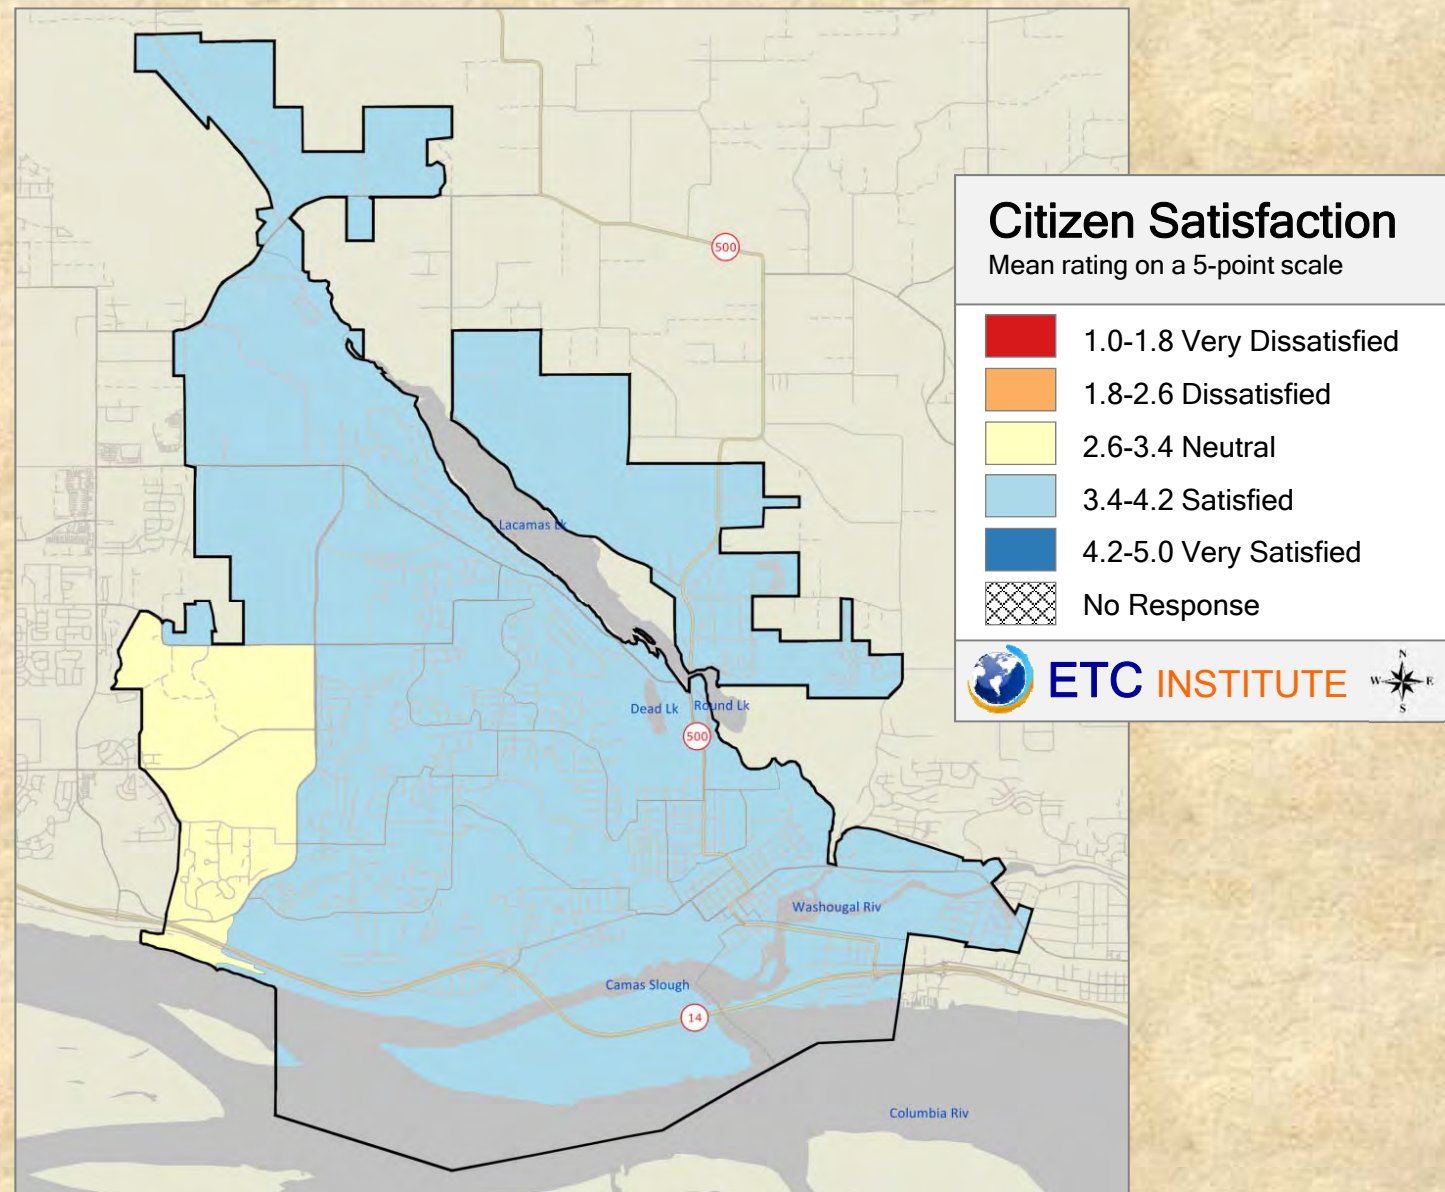 500
Citizen Satisfaction
Mean rating on a 5-point scale
1.0-1.8 Very Dissatisfied
1.8-2.6 Dissatisfied
2.6-3.4 Neutral
3.4-4.2 Satisfied
4.2-5.0 Very Satisfied
No Response
ETC INSTITUTE
N
W E
S
Lacamas Lk
Dead Lk
Round Lk
500
Washougal Riv
Camas Slough
14
Columbia Riv